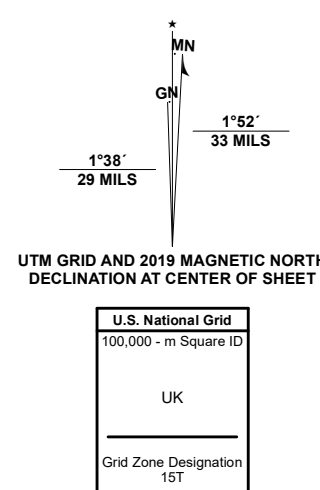 ★
MN
GN
1°52´
33 MILS
1°38´
29 MILS
UTM GRID AND 2019 MAGNETIC NORTH
DECLINATION AT CENTER OF SHEET
U.S. National Grid
100,000 - m Square ID
UK
Grid Zone Designation
15T